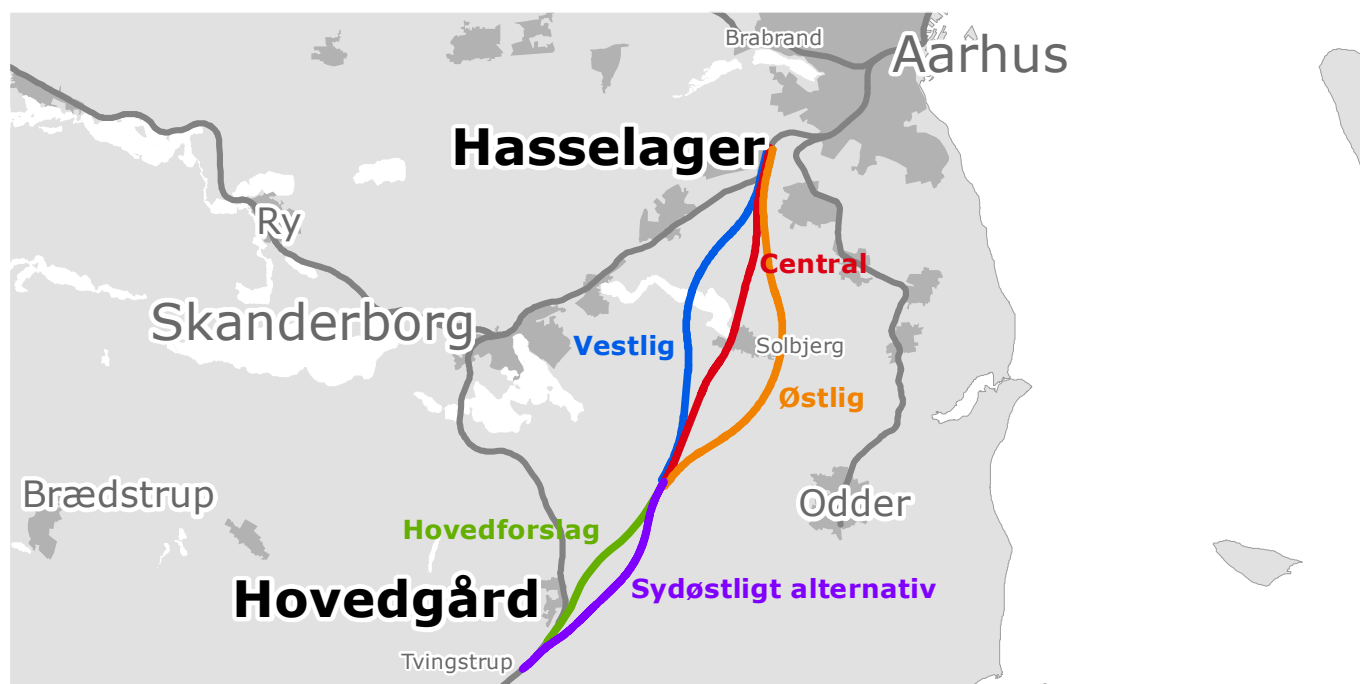 Brabrand
Aarhus
Hasselager
Ry
Central
Skanderborg
Vestlig
Solbjerg
Østlig
Brædstrup
Odder
Hovedforslag
Sydøstligt alternativ
Hovedgård
Tvingstrup